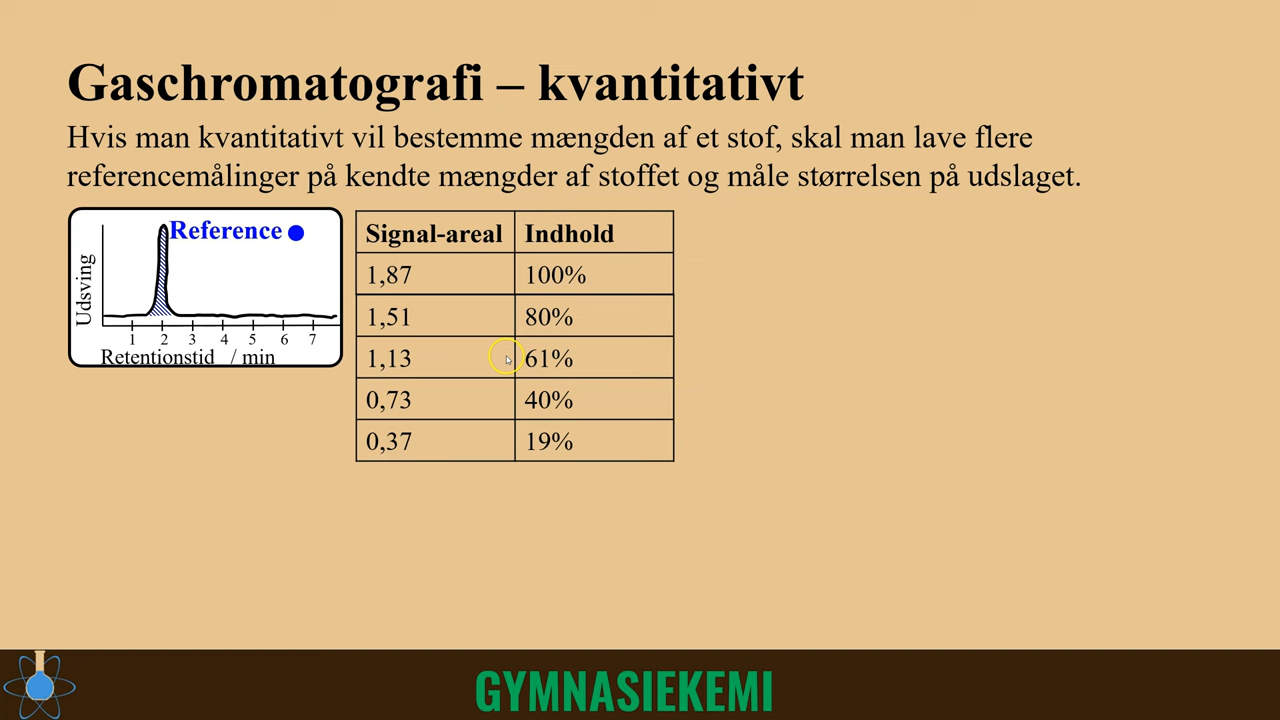 Gaschromatografi – kvantitativt
Hvis man kvantitativt vil bestemme mængden af et stof, skal man lave flere
referencemålinger på kendte mængder af stoffet og måle størrelsen på udslaget.
Reference
Udsving
1 2 3 4 5 6 7
Retentionstid / min
Signal-areal Indhold
1,87 100%
1,51 80%
1,13 61%
0,73 40%
0,37 19%
GYMNASIEKEMI